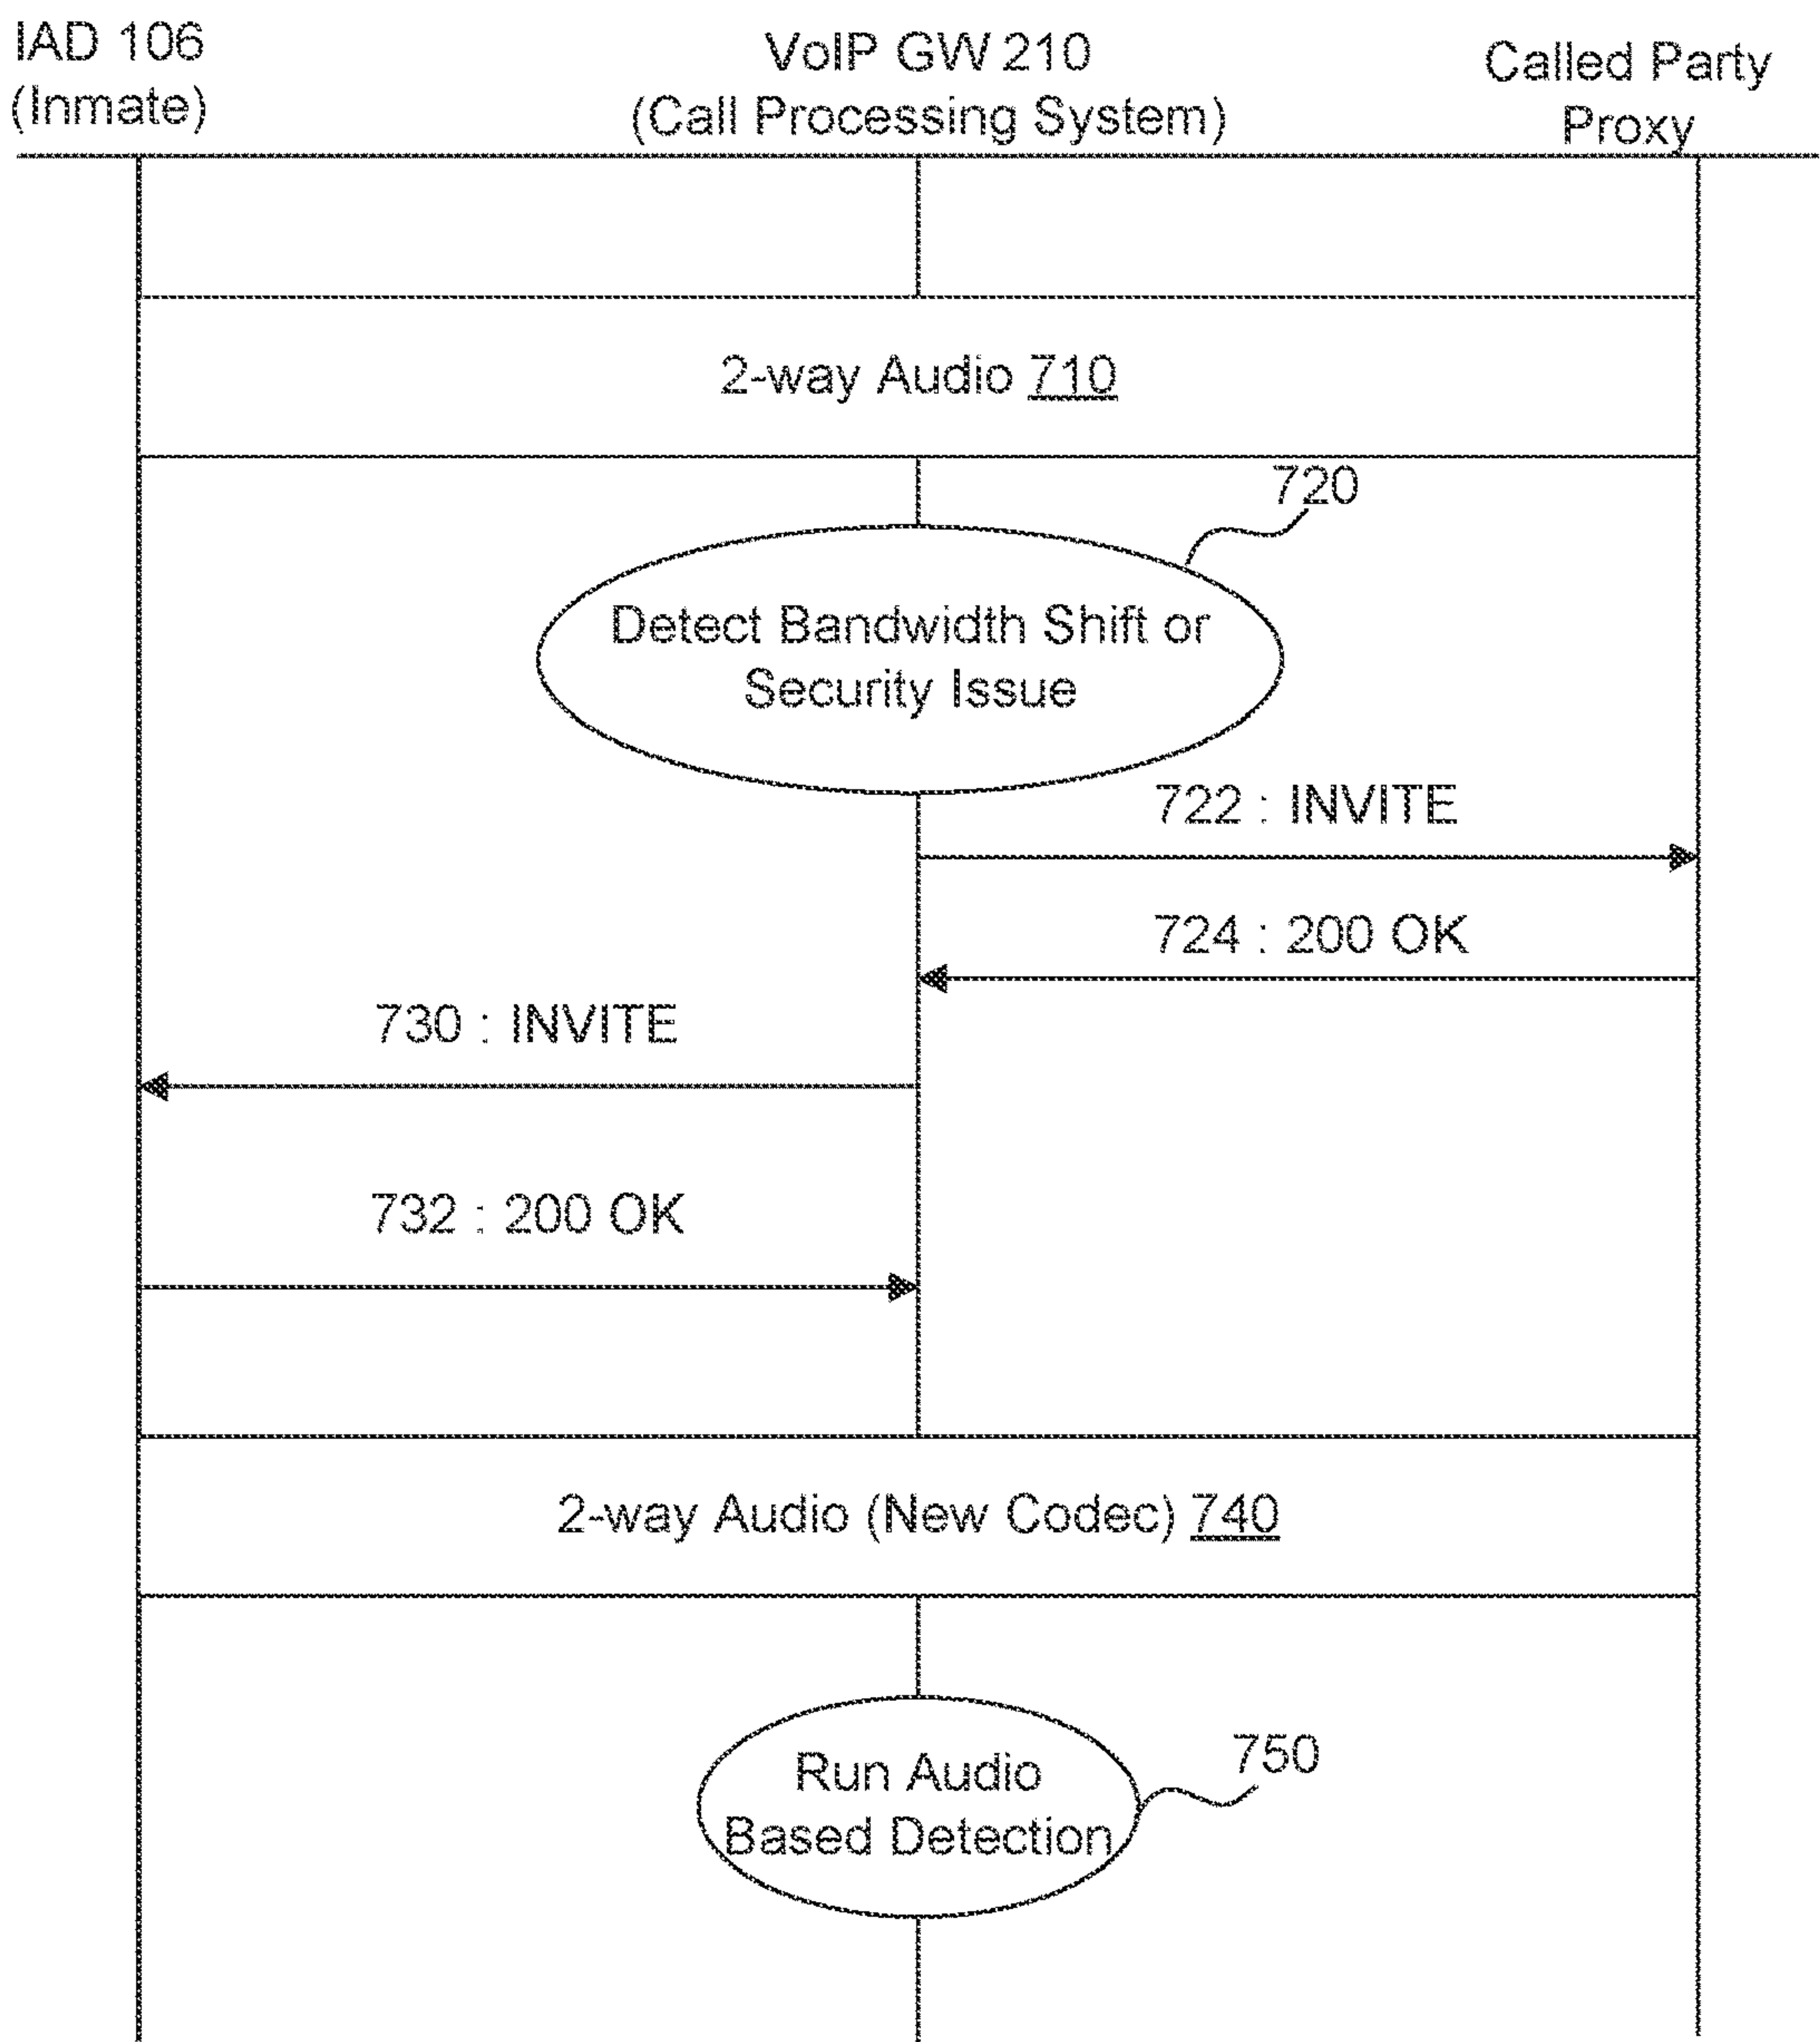 IAD 106
(Inmate)
VoIP GW 210
(Call Processing System)
Called Party
Proxy
2-way Audio 710
720
Detect Bandwidth Shift or
Security Issue
722 : INVITE
724 : 200 OK
730 : INVITE
732 : 200 OK
2-way Audio (New Codec) 740
Run Audio
Based Detection
750